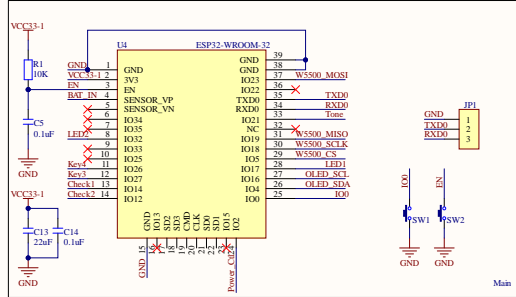 VCC33-1
R1
10K
C5
0.1uF
GND
VCC33-1
C13
22uF
C14
0.1uF
GND
U4
ESP32-WROOM-32
GND 1 GND
VCC33-1 2 3V3
EN 3 EN
BAT_IN 4 SENSOR_VP
5 SENSOR_VN
6 IO34
7 IO35
LED2 8 IO32
9 IO33
10 IO25
Key4 11 IO26
Key3 12 IO27
Check1 13 IO14
Check2 14 IO12
GND 39
GND 38
IO23 37 W5500_MOSI
IO22 36
TXD0 35 TXD0
RXD0 34 RXD0
IO21 33 Tone
NC 32
IO19 31 W5500_MISO
IO18 30 W5500_SCLK
IO5 29 W5500_CS
IO17 28 LED1
IO16 27 OLED_SCL
IO4 26 OLED_SDA
IO0 25 IO0
GND 15 GND
IO13 16
SD2 17
SD3 18
CMD 19
CLK 20
SD0 21
SD1 22
IO15 23
IO2 24
JP1
GND 1
TXD0 2
RXD0 3
IO0
SW1
GND
EN
SW2
GND
Main